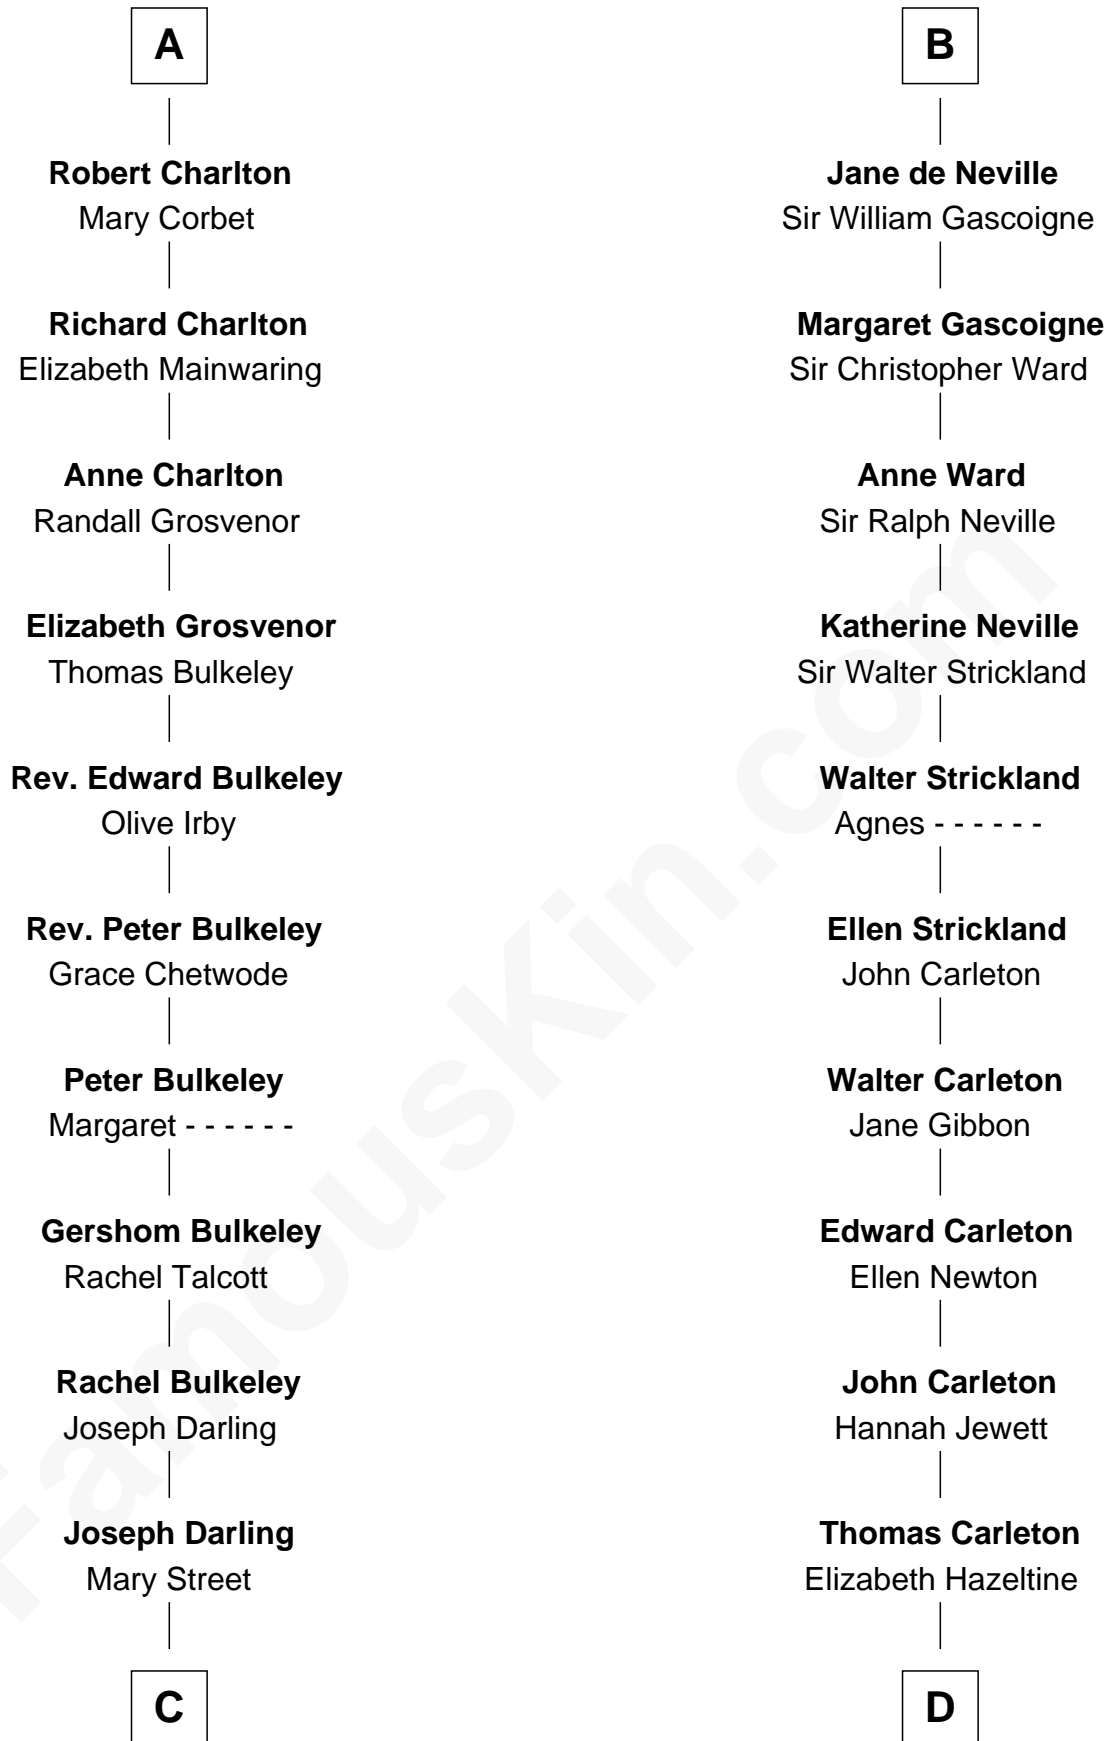 A
Robert Charlton
Mary Corbet
Richard Charlton
Elizabeth Mainwaring
Anne Charlton
Randall Grosvenor
Elizabeth Grosvenor
Thomas Bulkeley
Rev. Edward Bulkeley
Olive Irby
Rev. Peter Bulkeley
Grace Chetwode
Peter Bulkeley
Margaret - - - - - -
Gershom Bulkeley
Rachel Talcott
Rachel Bulkeley
Joseph Darling
Joseph Darling
Mary Street
C
B
Jane de Neville
Sir William Gascoigne
Margaret Gascoigne
Sir Christopher Ward
Anne Ward
Sir Ralph Neville
Katherine Neville
Sir Walter Strickland
Walter Strickland
Agnes - - - - - -
Ellen Strickland
John Carleton
Walter Carleton
Jane Gibbon
Edward Carleton
Ellen Newton
John Carleton
Hannah Jewett
Thomas Carleton
Elizabeth Hazeltine
D
FamousKin.com